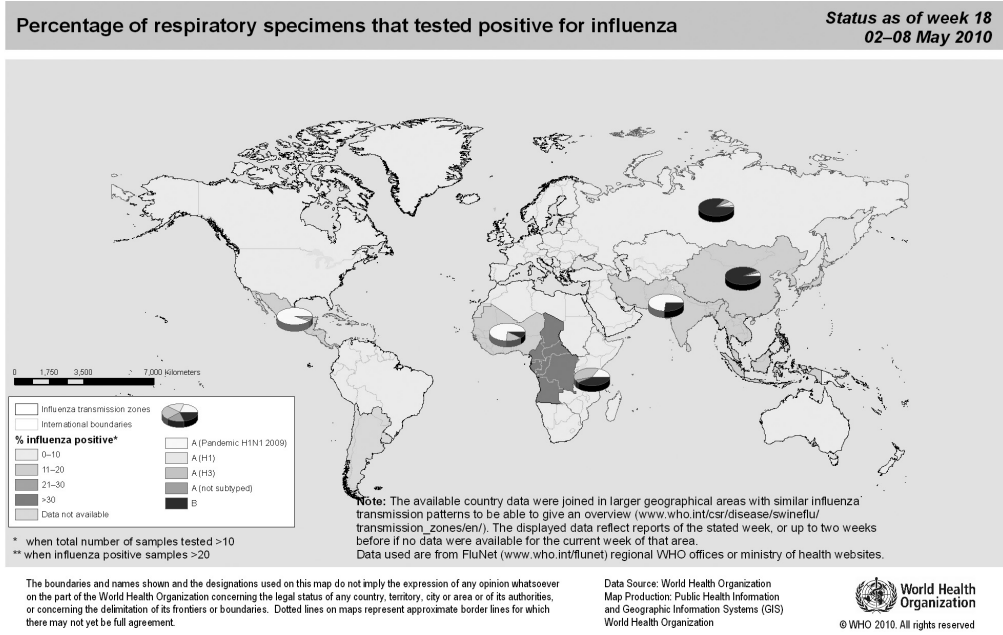 Percentage of respiratory specimens that tested positive for influenza
Status as of week 18
02–08 May 2010
0 1,750 3,500 7,000 Kilometers
Influenza transmission zones
International boundaries
% influenza positive*
0–10
11–20
21–30
>30
Data not available
A (Pandemic H1N1 2009)
A (H1)
A (H3)
A (not subtyped)
B
* when total number of samples tested >10
** when influenza positive samples >20
Note: The available country data were joined in larger geographical areas with similar influenza
transmission patterns to be able to give an overview (www.who.int/csr/disease/swineflu/
transmission_zones/en/). The displayed data reflect reports of the stated week, or up to two weeks
before if no data were available for the current week of that area.
Data used are from FluNet (www.who.int/flunet) regional WHO offices or ministry of health websites.
The boundaries and names shown and the designations used on this map do not imply the expression of any opinion whatsoever
on the part of the World Health Organization concerning the legal status of any country, territory, city or area or of its authorities,
or concerning the delimitation of its frontiers or boundaries. Dotted lines on maps represent approximate border lines for which
there may not yet be full agreement.
Data Source: World Health Organization
Map Production: Public Health Information
and Geographic Information Systems (GIS)
World Health Organization
World Health
Organization
© WHO 2010. All rights reserved